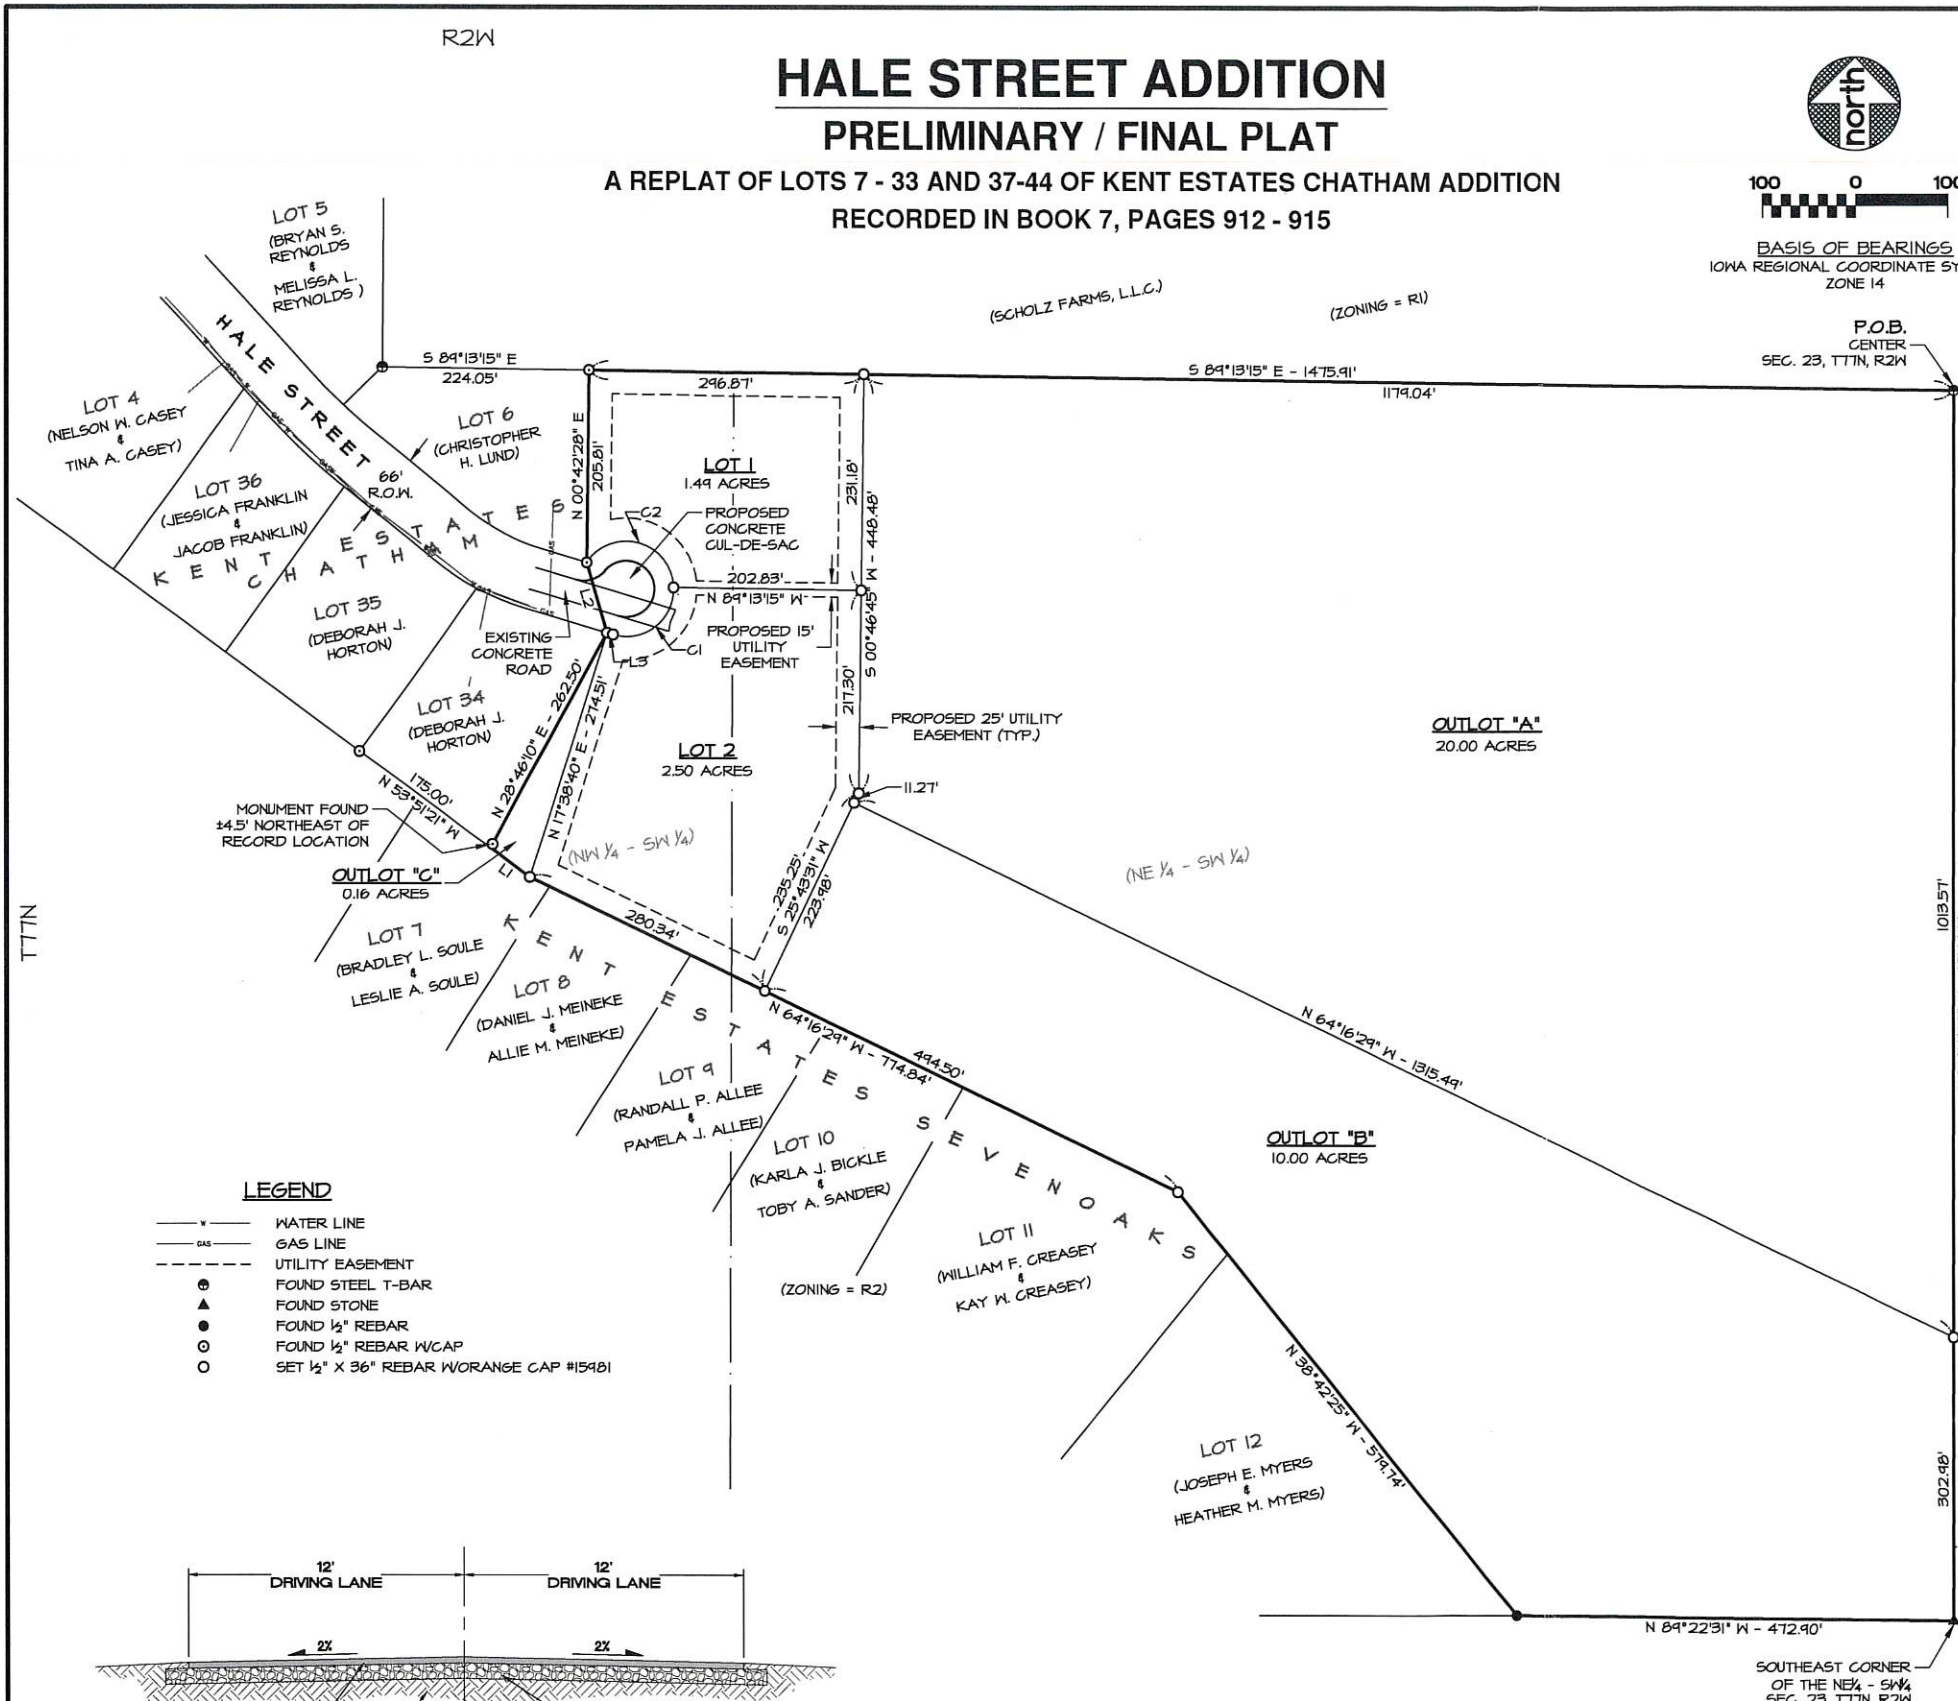 R2W
HALE STREET ADDITION
PRELIMINARY / FINAL PLAT
A REPLAT OF LOTS 7 - 33 AND 37-44 OF KENT ESTATES CHATHAM ADDITION
RECORDED IN BOOK 7, PAGES 912 - 915
north
100 0
BASIS OF BEARINGS
IOWA REGIONAL COORDINATE
ZONE 14
P.O.B.
CENTER
SEC. 23, T77N, R2W
(SCHOLZ FARMS, L.L.C.)
(ZONING = R1)
LOT 5
(BRYAN S.
REYNOLDS
&
MELISSA L.
REYNOLDS )
HALE STREET
S 89°13'15" E
224.05'
296.87'
S 89°13'15" E - 1475.91'
1179.04'
LOT 4
(NELSON W. CASEY
&
TINA A. CASEY)
LOT 6
(CHRISTOPHER
H. LUND)
66'
R.O.W.
LOT 36
(JESSICA FRANKLIN
&
JACOB FRANKLIN)
KENT ESTATES
CHATHAM
LOT 35
(DEBORAH J.
HORTON)
LOT 34
(DEBORAH J.
HORTON)
N 00°42'28" E
205.81'
LOT 1
1.49 ACRES
C2
PROPOSED
CONCRETE
CUL-DE-SAC
231.18'
S 00°46'45" W - 448.48'
202.83'
N 89°13'15" W
L2
L3
C1
GAS
GAS
EXISTING
CONCRETE
ROAD
PROPOSED 15'
UTILITY
EASEMENT
217.30'
PROPOSED 25' UTILITY
EASEMENT (TYP.)
11.27'
OUTLOT "A"
20.00 ACRES
LOT 2
2.50 ACRES
N 28°46'10" E - 262.50'
N 17°38'40" E - 274.51'
175.00'
N 53°51'21" W
MONUMENT FOUND
±4.5' NORTHEAST OF
RECORD LOCATION
OUTLOT "C"
0.16 ACRES
L1
(NW ¼ - SW ¼)
(NE ¼ - SW ¼)
235.25'
S 25°43'31" W
223.98'
280.34'
T77N
1013.57'
LOT 7
(BRADLEY L. SOULE
&
LESLIE A. SOULE)
LOT 8
(DANIEL J. MEINEKE
&
ALLIE M. MEINEKE)
KENT ESTATES SEVENOAKS
N 64°16'29" W - 774.84'
494.50'
N 64°16'29" W - 1315.49'
LOT 9
(RANDALL P. ALLEE
&
PAMELA J. ALLEE)
LOT 10
(KARLA J. BICKLE
&
TOBY A. SANDER)
OUTLOT "B"
10.00 ACRES
LOT 11
(WILLIAM F. CREASEY
&
KAY W. CREASEY)
(ZONING = R2)
LEGEND
W WATER LINE
GAS GAS LINE
UTILITY EASEMENT
FOUND STEEL T-BAR
FOUND STONE
FOUND ½" REBAR
FOUND ½" REBAR W/CAP
SET ½" X 36" REBAR W/ORANGE CAP #15981
N 38°42'25" W - 579.74'
LOT 12
(JOSEPH E. MYERS
&
HEATHER M. MYERS)
302.98'
12'
DRIVING LANE
12'
DRIVING LANE
2%
2%
N 89°22'31" W - 472.90'
SOUTHEAST CORNER
OF THE NE¼ - SW¼
SEC. 23, T77N, R2W